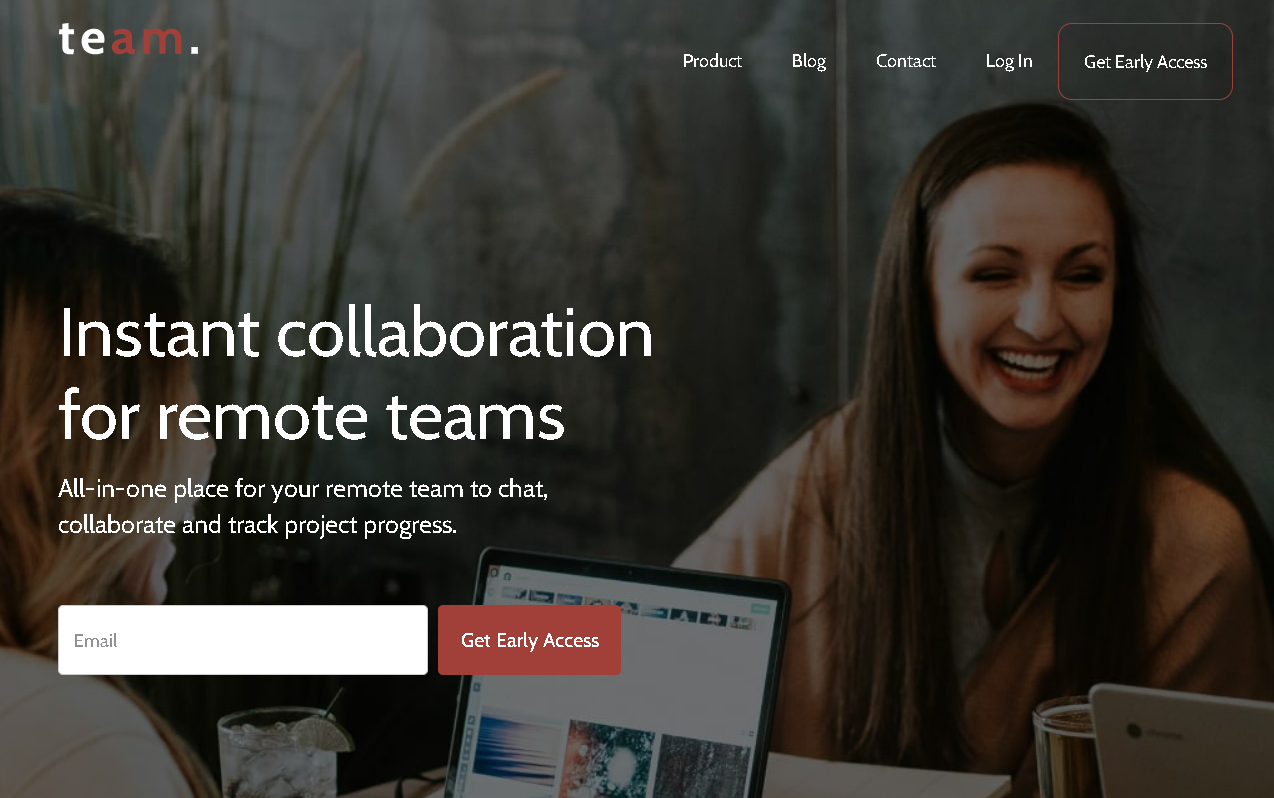 team.
Product Blog Contact Log In Get Early Access
Instant collaboration
for remote teams
All-in-one place for your remote team to chat,
collaborate and track project progress.
Email Get Early Access
chrome